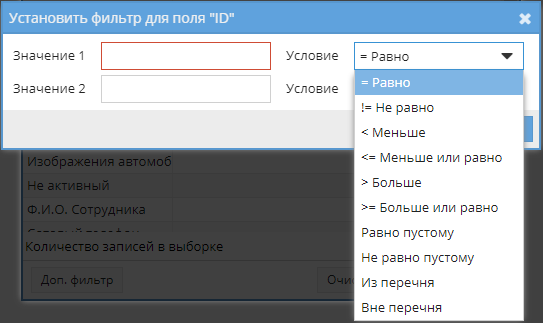 Установить фильтр для поля "ID"
Значение 1 Условие = Равно
Значение 2 Условие
= Равно
!= Не равно
< Меньше
<= Меньше или равно
> Больше
>= Больше или равно
Равно пустому
Не равно пустому
Из перечня
Вне перечня
Изображения автомоб
Не активный
Ф.И.О. Сотрудника
Количество записей в выборке
Доп. фильтр